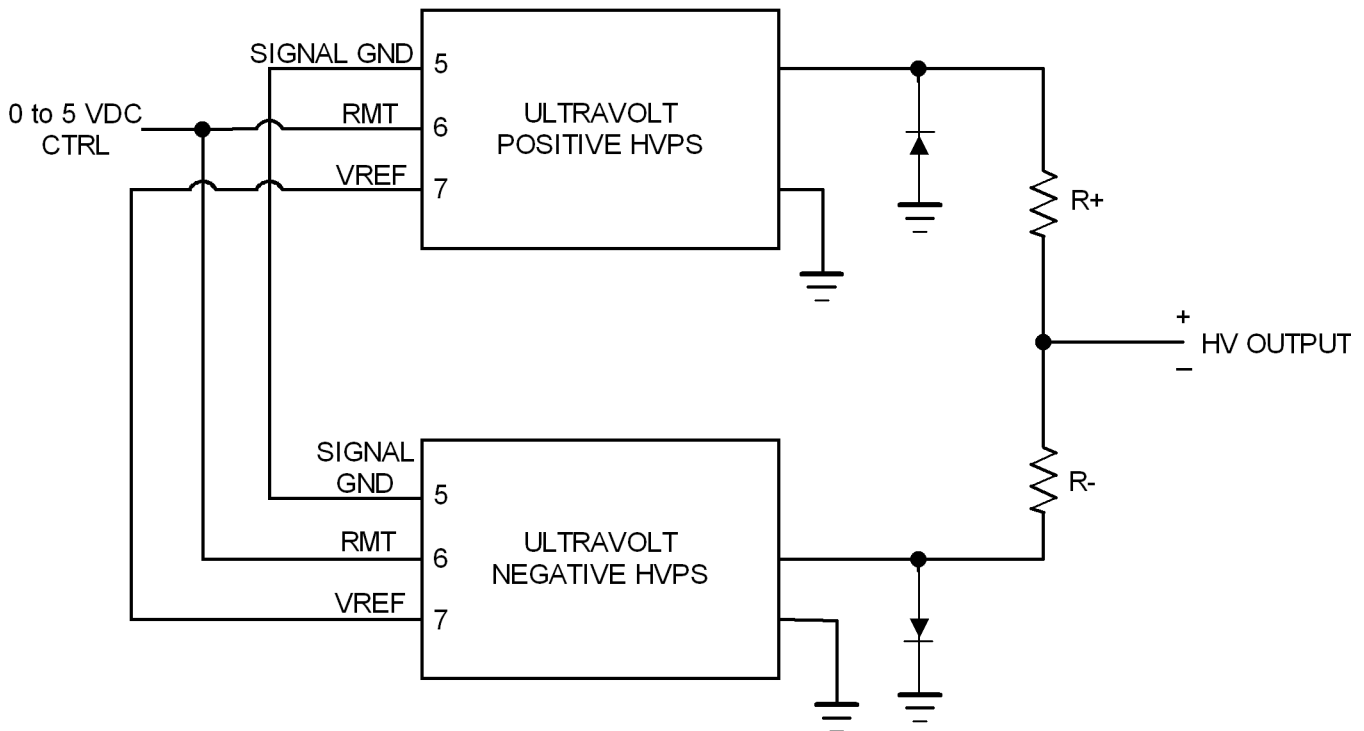 SIGNAL GND
5
0 to 5 VDC
CTRL
RMT
6
VREF
7
ULTRAVOLT
POSITIVE HVPS
R+
+
HV OUTPUT
–
R-
SIGNAL
GND
5
RMT
6
VREF
7
ULTRAVOLT
NEGATIVE HVPS